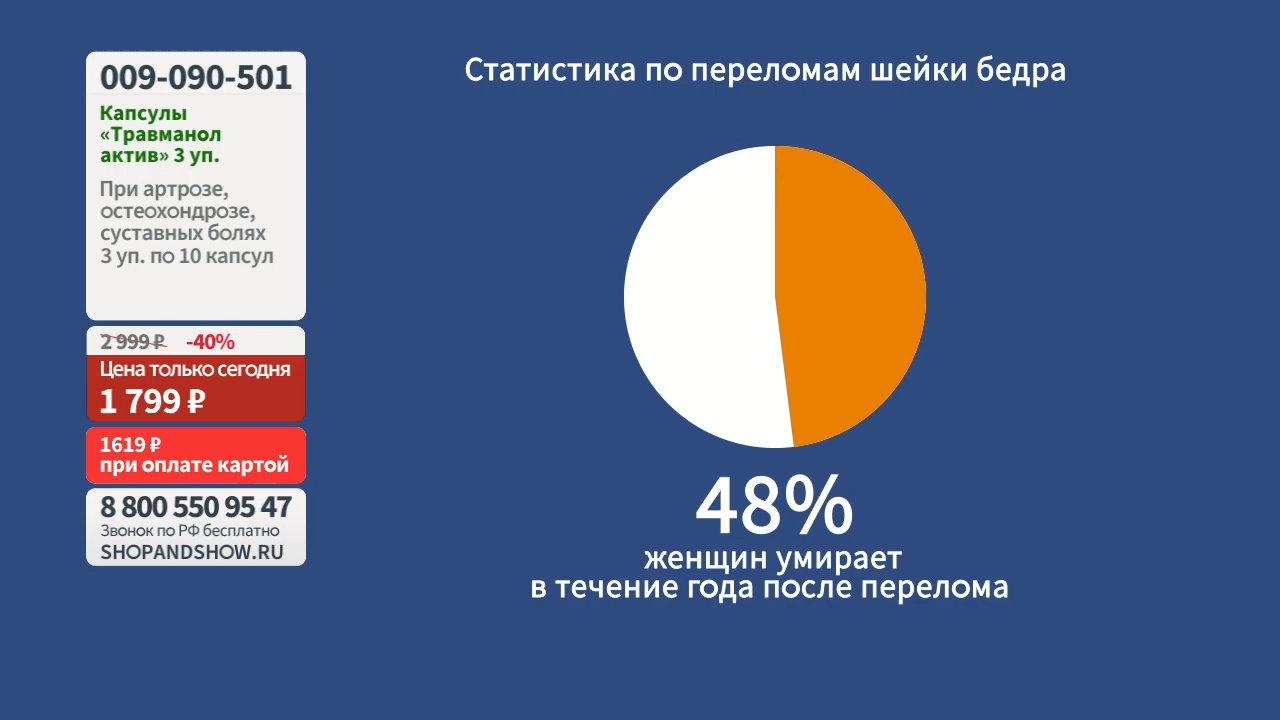 009-090-501
Капсулы
«Травманол
актив» 3 уп.
При артрозе,
остеохондрозе,
суставных болях
3 уп. по 10 капсул
2 999 ₽ -40%
Цена только сегодня
1 799 ₽
1619 ₽
при оплате картой
8 800 550 95 47
Звонок по РФ бесплатно
SHOPANDSHOW.RU
Статистика по переломам шейки бедра
48%
женщин умирает
в течение года после перелома